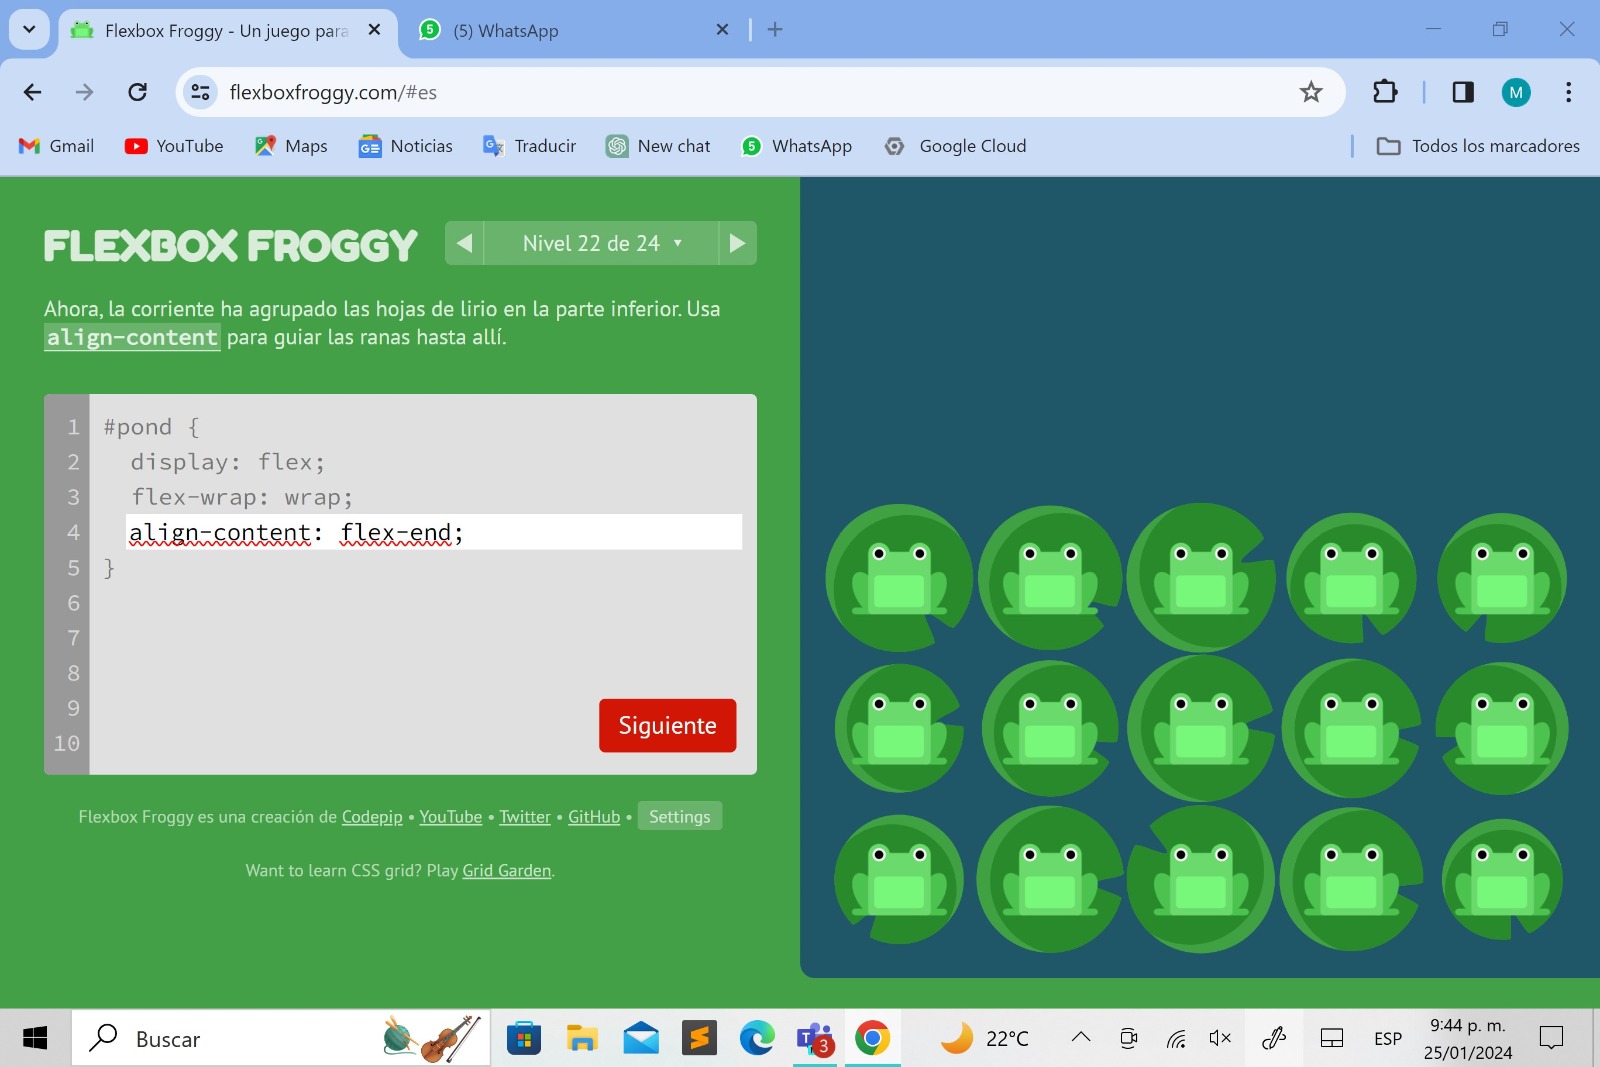 Flexbox Froggy - Un juego para
5 (5) WhatsApp
flexboxfroggy.com/#es
M
Gmail YouTube Maps Noticias Traducir New chat 5 WhatsApp Google Cloud Todos los marcadores
FLEXBOX FROGGY
Nivel 22 de 24
Ahora, la corriente ha agrupado las hojas de lirio en la parte inferior. Usa
align-content para guiar las ranas hasta allí.
1 #pond {
2 display: flex;
3 flex-wrap: wrap;
4 align-content: flex-end;
5 }
6
7
8
9
10
Siguiente
Flexbox Froggy es una creación de Codepip • YouTube • Twitter • GitHub • Settings
Want to learn CSS grid? Play Grid Garden.
Buscar
3
22°C
ESP
9:44 p. m.
25/01/2024